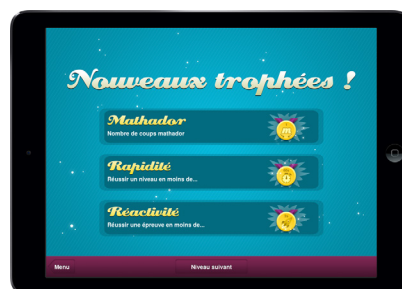 Nouveaux trophées !
Mathador
Nombre de coups mathador
Rapidité
Réussir un niveau en moins de...
Réactivité
Réussir une épreuve en moins de...
Menu
Niveau suivant